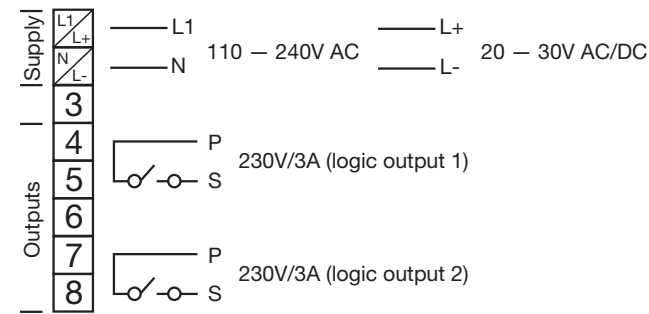 Supply
L1
L+
L1
110 — 240V AC
L+
20 — 30V AC/DC
N
L-
N
L-
3
Outputs
4
P
230V/3A (logic output 1)
5
S
6
7
P
230V/3A (logic output 2)
8
S